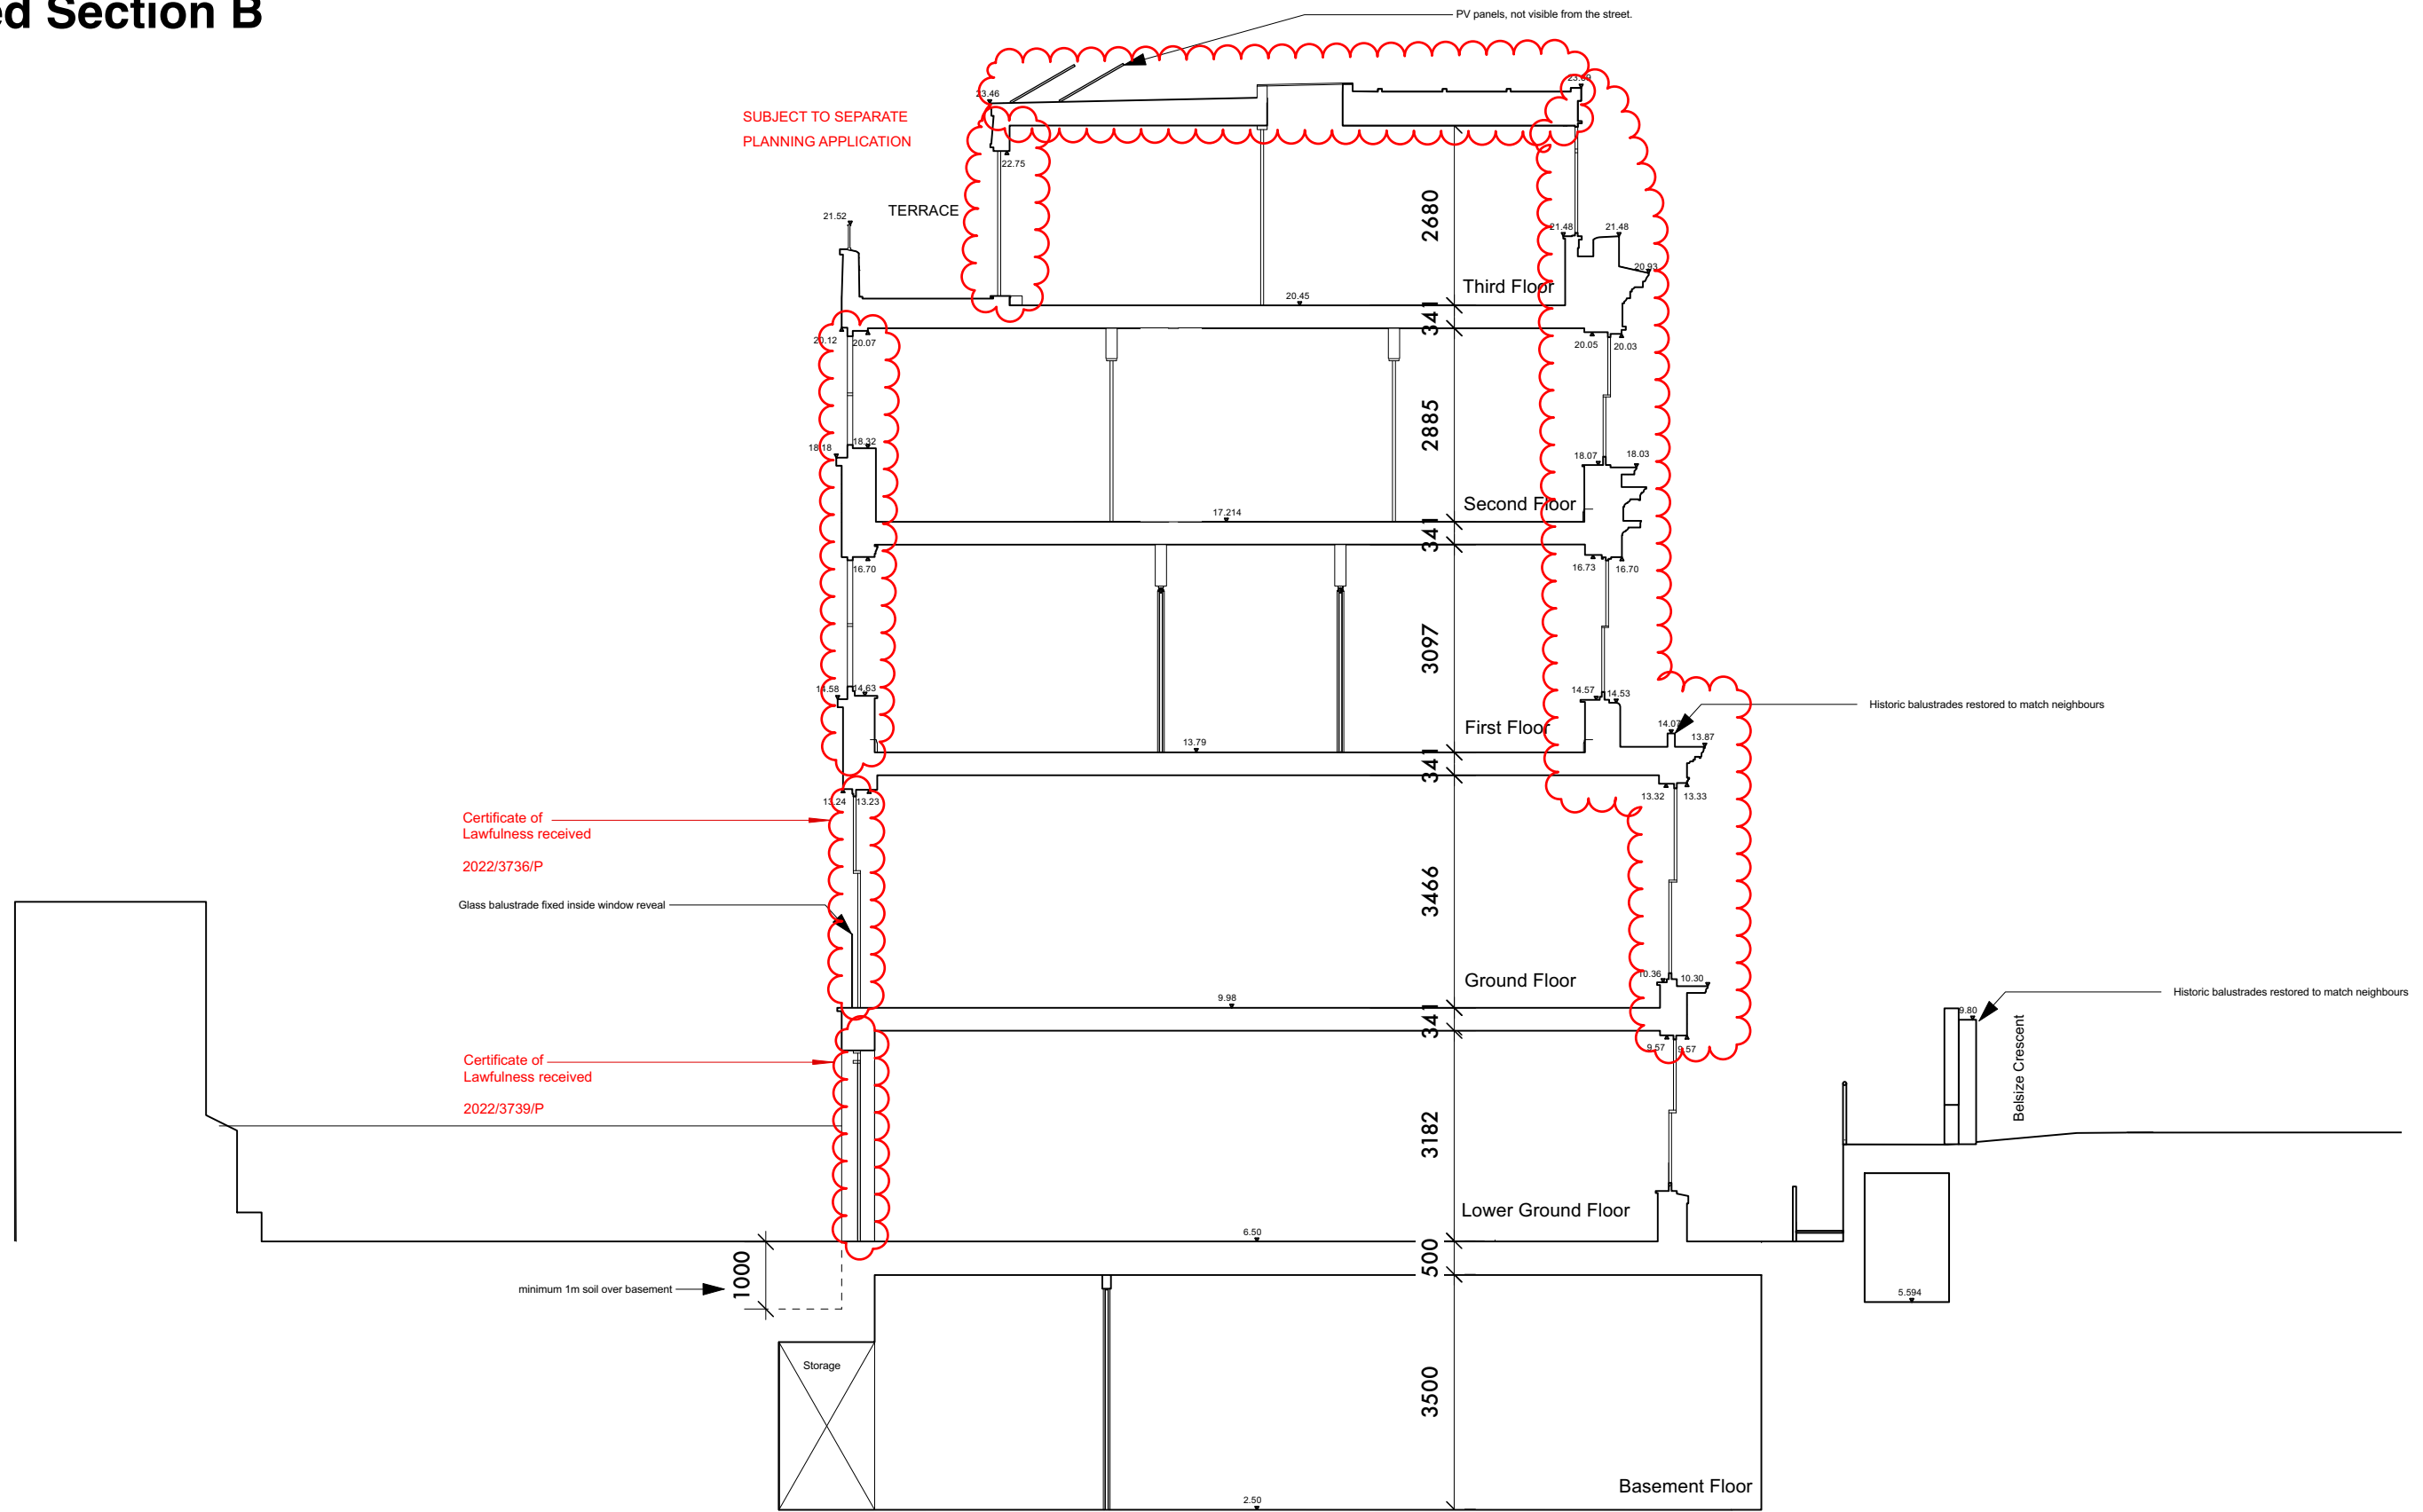 ed Section B
PV panels, not visible from the street.
23.69
23.46
SUBJECT TO SEPARATE
PLANNING APPLICATION
22.75
TERRACE
21.52
2680
21.48
21.48
20.93
Third Floor
20.45
341
20.12
20.07
20.05
20.03
2885
18.32
18.18
18.07
18.03
Second Floor
17.214
341
16.70
16.73
16.70
3097
14.58
14.63
14.57
14.53
Historic balustrades restored to match neighbours
14.07
First Floor
13.87
13.79
341
13.24
13.23
13.32
13.33
Certificate of
Lawfulness received
2022/3736/P
3466
Glass balustrade fixed inside window reveal
Ground Floor
10.36
10.30
9.98
Historic balustrades restored to match neighbours
9.80
341
9.57
9.57
Belsize Crescent
Certificate of
Lawfulness received
2022/3739/P
3182
Lower Ground Floor
6.50
500
1000
minimum 1m soil over basement
5.594
Storage
3500
Basement Floor
2.50